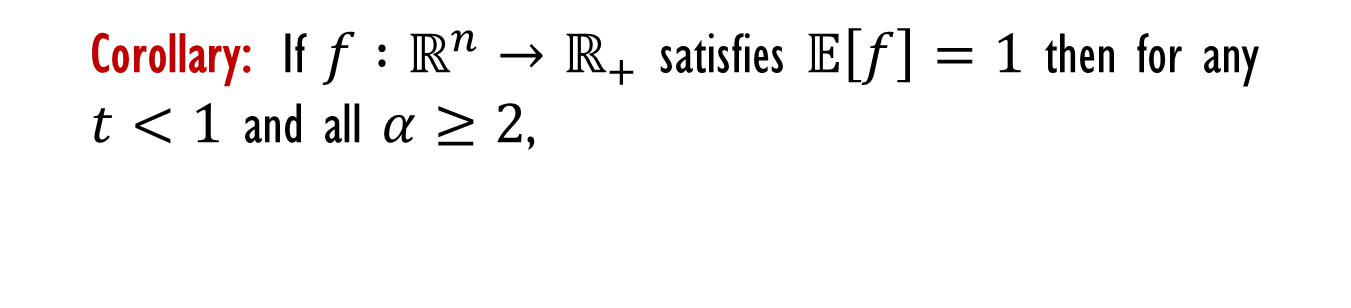 Corollary: If 𝑓 : ℝⁿ → ℝ₊ satisfies 𝔼[𝑓] = 1 then for any
𝑡 < 1 and all 𝛼 ≥ 2,